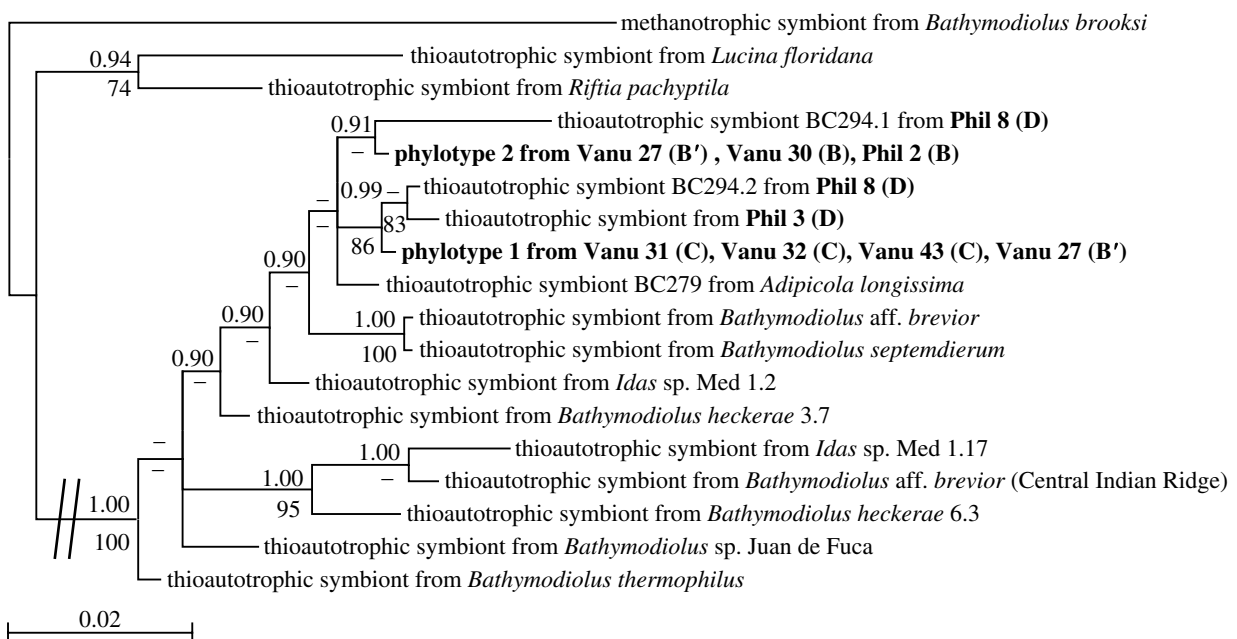 methanotrophic symbiont from Bathymodiolus brooksi
0.94
thioautotrophic symbiont from Lucina floridana
74
thioautotrophic symbiont from Riftia pachyptila
0.91
thioautotrophic symbiont BC294.1 from Phil 8 (D)
–
phylotype 2 from Vanu 27 (B′) , Vanu 30 (B), Phil 2 (B)
0.99 –
thioautotrophic symbiont BC294.2 from Phil 8 (D)
–
–
83
thioautotrophic symbiont from Phil 3 (D)
86
phylotype 1 from Vanu 31 (C), Vanu 32 (C), Vanu 43 (C), Vanu 27 (B′)
0.90
–
thioautotrophic symbiont BC279 from Adipicola longissima
0.90
1.00
thioautotrophic symbiont from Bathymodiolus aff. brevior
–
100
thioautotrophic symbiont from Bathymodiolus septemdierum
0.90
–
thioautotrophic symbiont from Idas sp. Med 1.2
thioautotrophic symbiont from Bathymodiolus heckerae 3.7
–
–
1.00
thioautotrophic symbiont from Idas sp. Med 1.17
1.00
–
thioautotrophic symbiont from Bathymodiolus aff. brevior (Central Indian Ridge)
95
thioautotrophic symbiont from Bathymodiolus heckerae 6.3
1.00
100
thioautotrophic symbiont from Bathymodiolus sp. Juan de Fuca
thioautotrophic symbiont from Bathymodiolus thermophilus
0.02